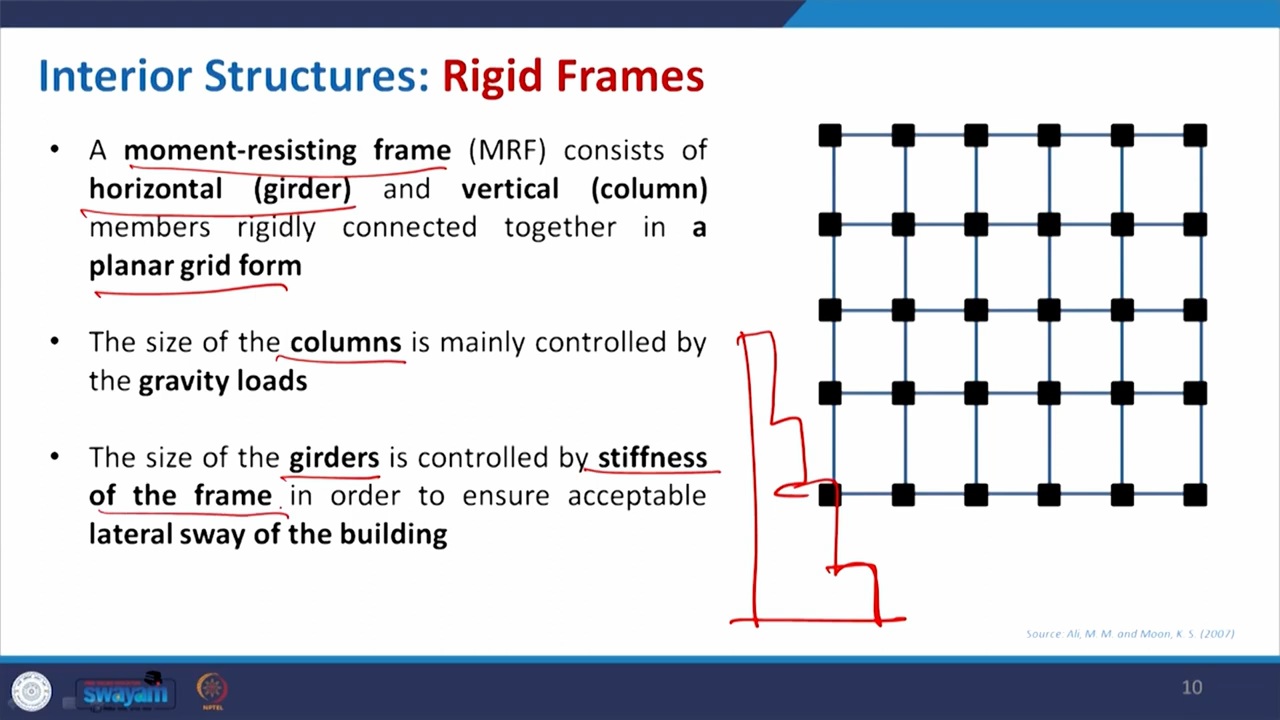 Interior Structures: Rigid Frames
• A moment-resisting frame (MRF) consists of
horizontal (girder) and vertical (column)
members rigidly connected together in a
planar grid form
• The size of the columns is mainly controlled by
the gravity loads
• The size of the girders is controlled by stiffness
of the frame in order to ensure acceptable
lateral sway of the building
Source: Ali, M. M. and Moon, K. S. (2007)
swayam
NPTEL
10